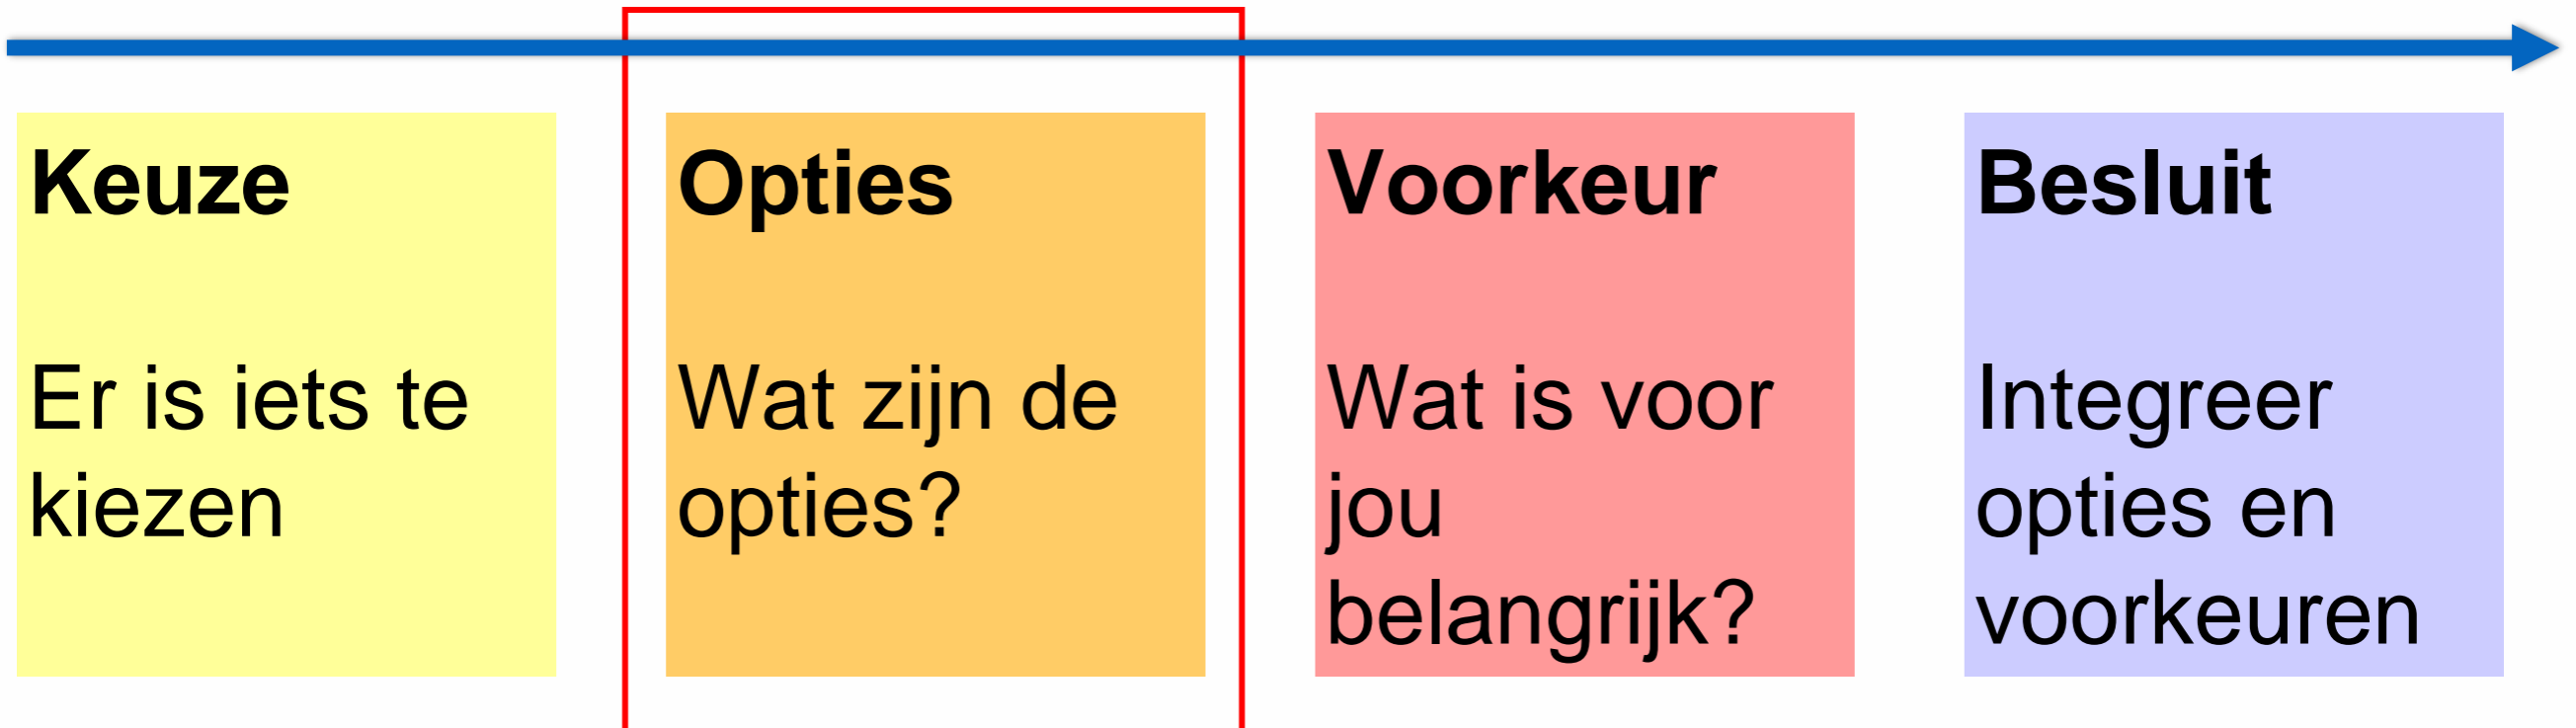 Keuze
Er is iets te
kiezen
Opties
Wat zijn de
opties?
Voorkeur
Wat is voor
jou
belangrijk?
Besluit
Integreer
opties en
voorkeuren